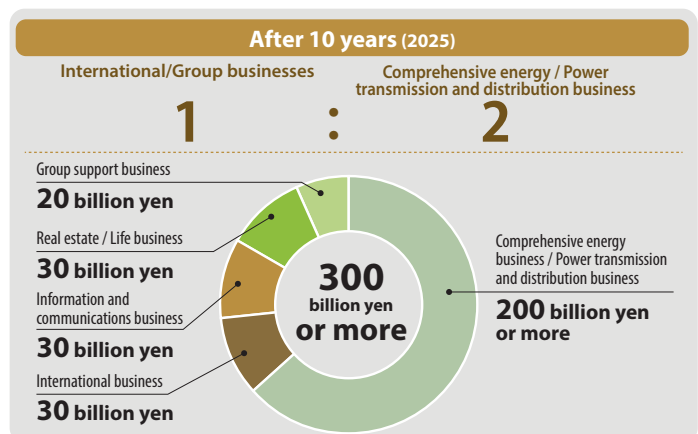 After 10 years (2025)
International/Group businesses
1
:
Comprehensive energy / Power
transmission and distribution business
2
Group support business
20 billion yen
Real estate / Life business
30 billion yen
Information and
communications business
30 billion yen
International business
30 billion yen
300
billion yen
or more
Comprehensive energy
business / Power transmission
and distribution business
200 billion yen
or more